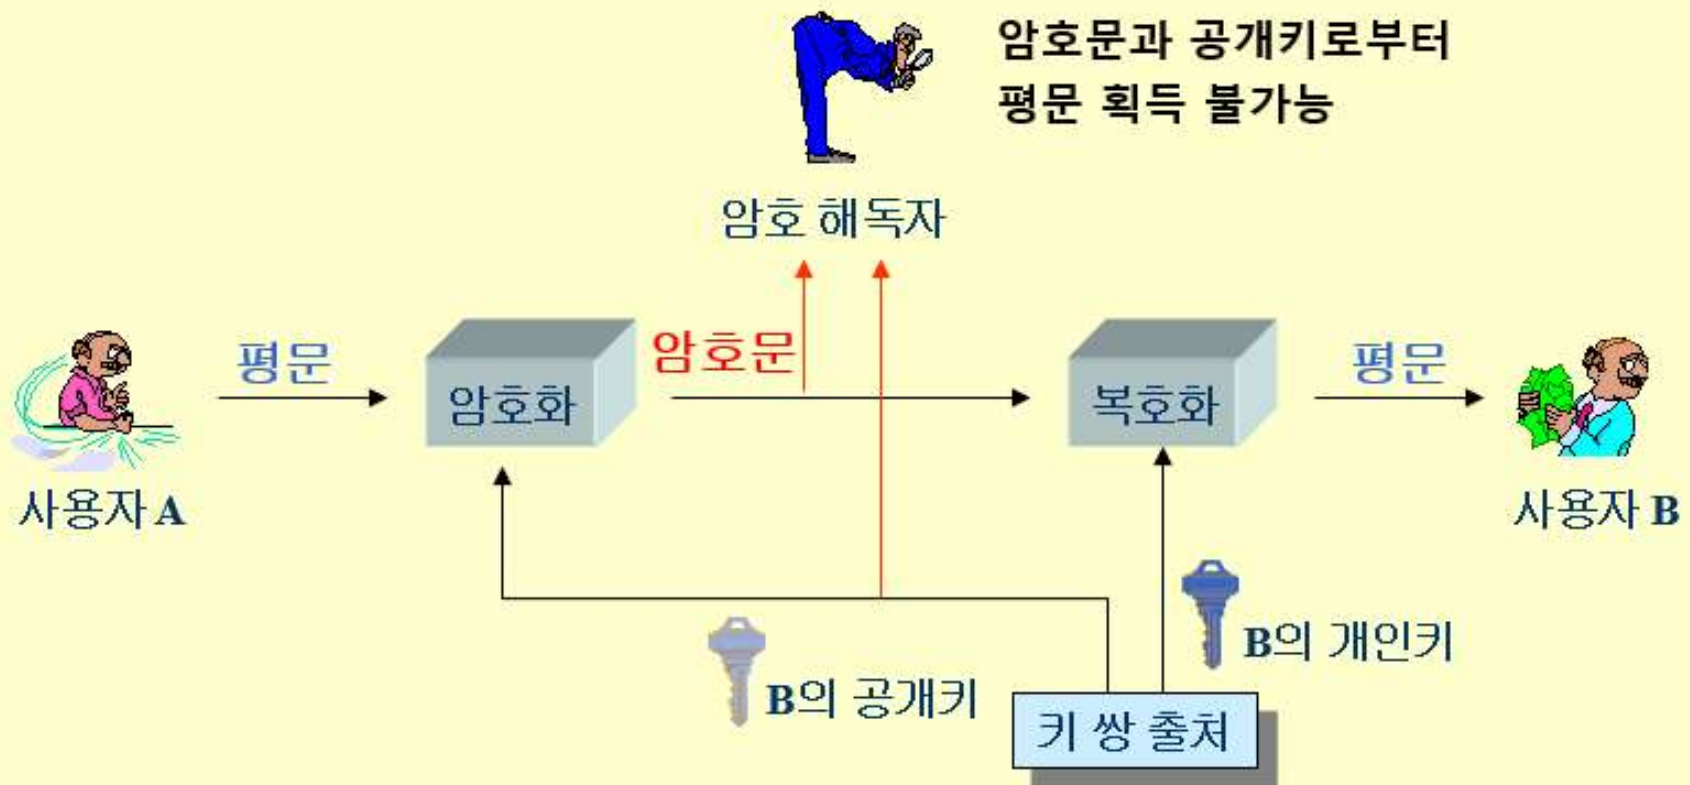 암호문과 공개키로부터
평문 획득 불가능
암호 해독자
평문
암호화
암호문
복호화
평문
사용자 A
사용자 B
B의 개인키
B의 공개키
키 쌍 출처